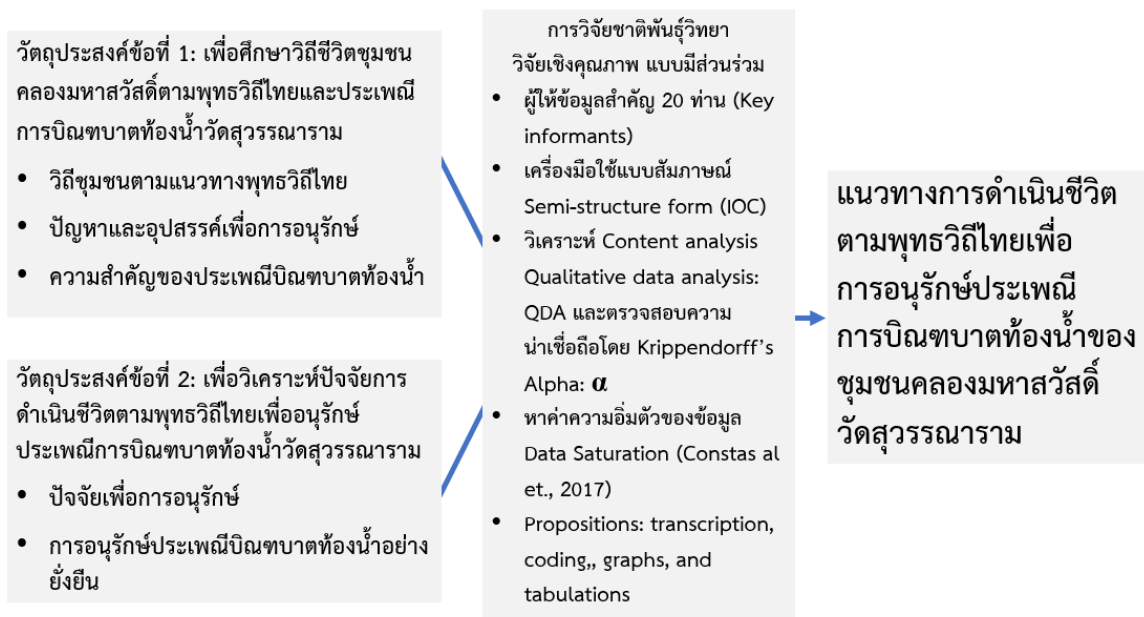 วัตถุประสงค์ข้อที่ 1: เพื่อศึกษาวิถีชีวิตชุมชน
คลองมหาสวัสดิ์ตามพุทธวิถีไทยและประเพณี
การบิณฑบาตท้องน้ำวัดสุวรรณาราม
• วิถีชุมชนตามแนวทางพุทธวิถีไทย
• ปัญหาและอุปสรรค์เพื่อการอนุรักษ์
• ความสำคัญของประเพณีบิณฑบาตท้องน้ำ
วัตถุประสงค์ข้อที่ 2: เพื่อวิเคราะห์ปัจจัยการ
ดำเนินชีวิตตามพุทธวิถีไทยเพื่ออนุรักษ์
ประเพณีการบิณฑบาตท้องน้ำวัดสุวรรณาราม
• ปัจจัยเพื่อการอนุรักษ์
• การอนุรักษ์ประเพณีบิณฑบาตท้องน้ำอย่าง
ยั่งยืน
การวิจัยชาติพันธุ์วิทยา
วิจัยเชิงคุณภาพ แบบมีส่วนร่วม
• ผู้ให้ข้อมูลสำคัญ 20 ท่าน (Key
informants)
• เครื่องมือใช้แบบสัมภาษณ์
Semi-structure form (IOC)
• วิเคราะห์ Content analysis
Qualitative data analysis:
QDA และตรวจสอบความ
น่าเชื่อถือโดย Krippendorff's
Alpha: α
• หาค่าความอิ่มตัวของข้อมูล
Data Saturation (Constas al
et., 2017)
• Propositions: transcription,
coding,, graphs, and
tabulations
แนวทางการดำเนินชีวิต
ตามพุทธวิถีไทยเพื่อ
การอนุรักษ์ประเพณี
การบิณฑบาตท้องน้ำของ
ชุมชนคลองมหาสวัสดิ์
วัดสุวรรณาราม